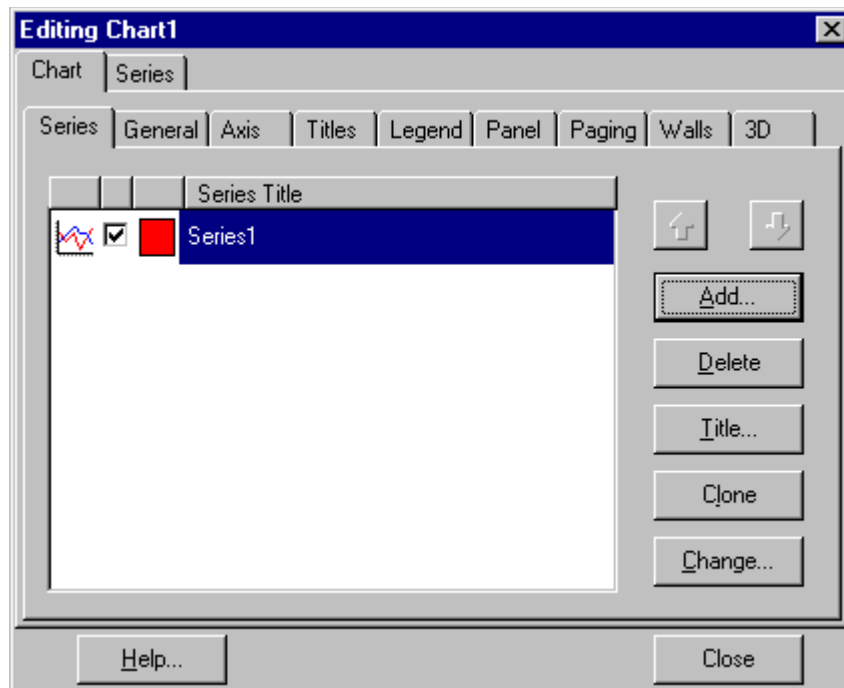 Editing Chart1
Chart Series
Series General Axis Titles Legend Panel Paging Walls 3D
Series Title
Series1
Add...
Delete
Title...
Clone
Change...
Help... Close